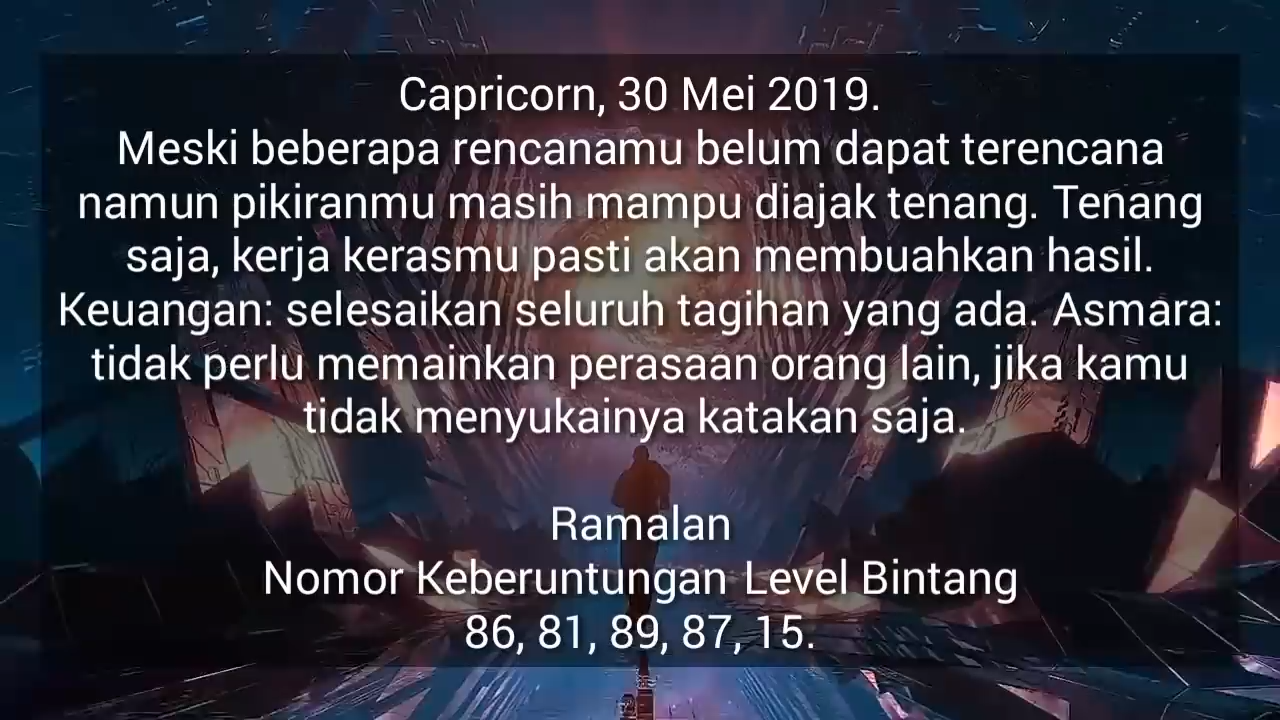 Capricorn, 30 Mei 2019.
Meski beberapa rencanamu belum dapat terencana
namun pikiranmu masih mampu diajak tenang. Tenang
saja, kerja kerasmu pasti akan membuahkan hasil.
Keuangan: selesaikan seluruh tagihan yang ada. Asmara:
tidak perlu memainkan perasaan orang lain, jika kamu
tidak menyukainya katakan saja.
Ramalan
Nomor Keberuntungan Level Bintang
86, 81, 89, 87, 15.